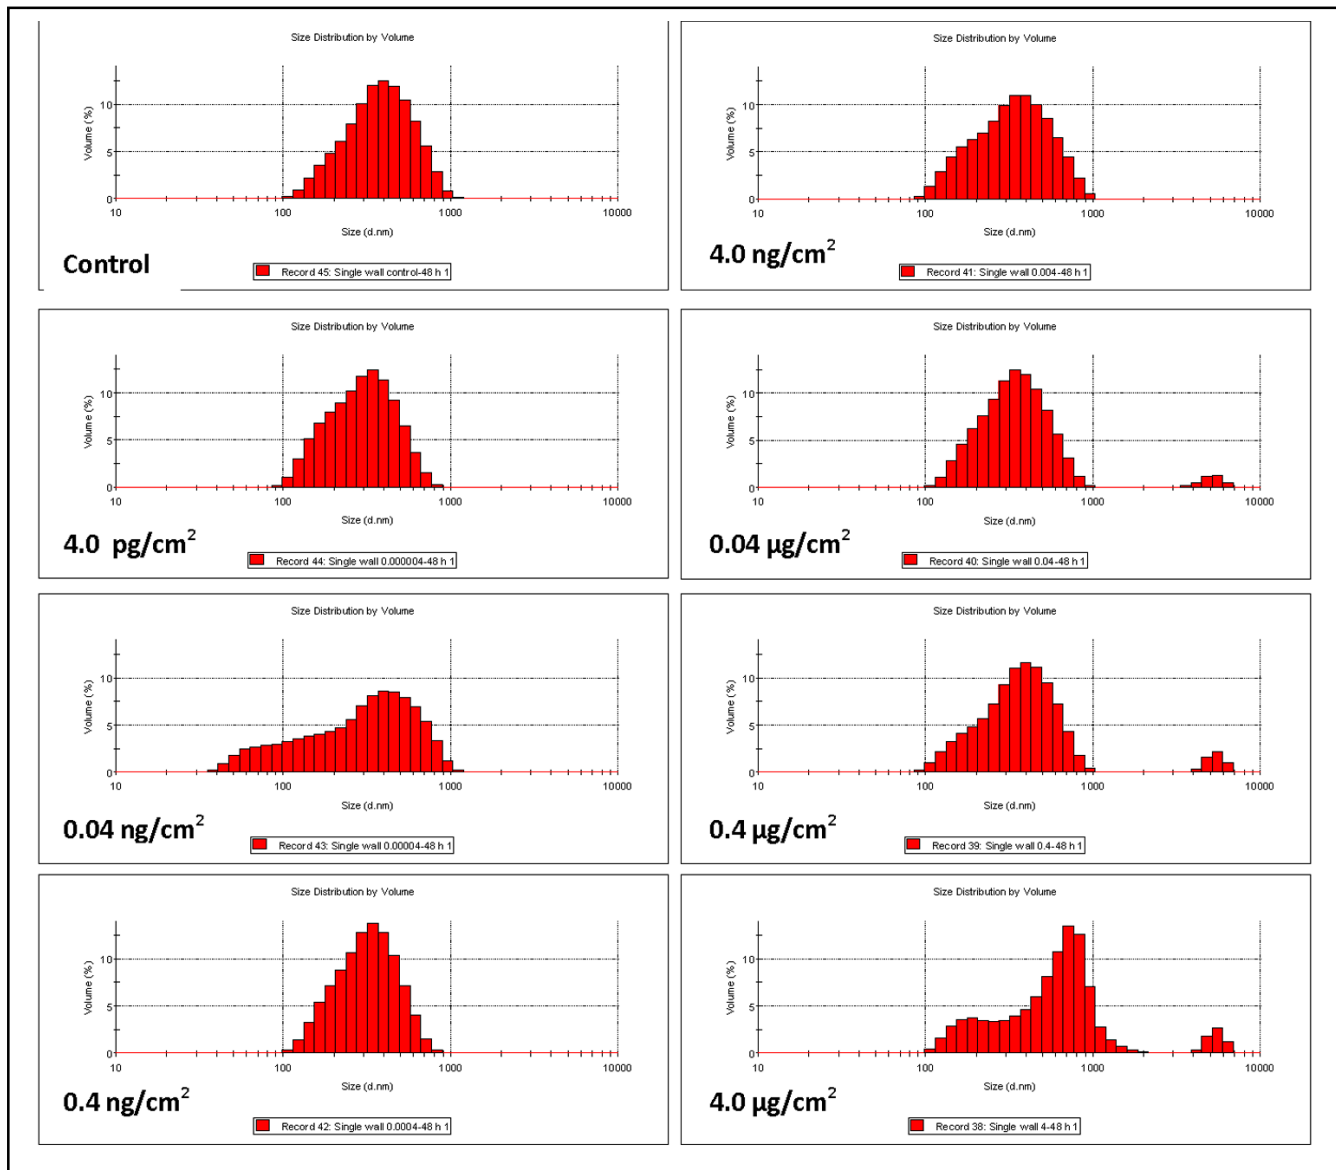 Size Distribution by Volume
Volume (%)
10
5
0
10 100 1000 10000
Size (d.nm)
Control
Record 45: Single wall control-48 h 1
Size Distribution by Volume
Volume (%)
10
5
0
10 100 1000 10000
Size (d.nm)
4.0 ng/cm²
Record 41: Single wall 0.004-48 h 1
Size Distribution by Volume
Volume (%)
10
5
0
10 100 1000 10000
Size (d.nm)
4.0 pg/cm²
Record 44: Single wall 0.000004-48 h 1
Size Distribution by Volume
Volume (%)
10
5
0
10 100 1000 10000
Size (d.nm)
0.04 µg/cm²
Record 40: Single wall 0.04-48 h 1
Size Distribution by Volume
Volume (%)
10
5
0
10 100 1000 10000
Size (d.nm)
0.04 ng/cm²
Record 43: Single wall 0.00004-48 h 1
Size Distribution by Volume
Volume (%)
10
5
0
10 100 1000 10000
Size (d.nm)
0.4 µg/cm²
Record 39: Single wall 0.4-48 h 1
Size Distribution by Volume
Volume (%)
10
5
0
10 100 1000 10000
Size (d.nm)
0.4 ng/cm²
Record 42: Single wall 0.0004-48 h 1
Size Distribution by Volume
Volume (%)
10
5
0
10 100 1000 10000
Size (d.nm)
4.0 µg/cm²
Record 38: Single wall 4-48 h 1